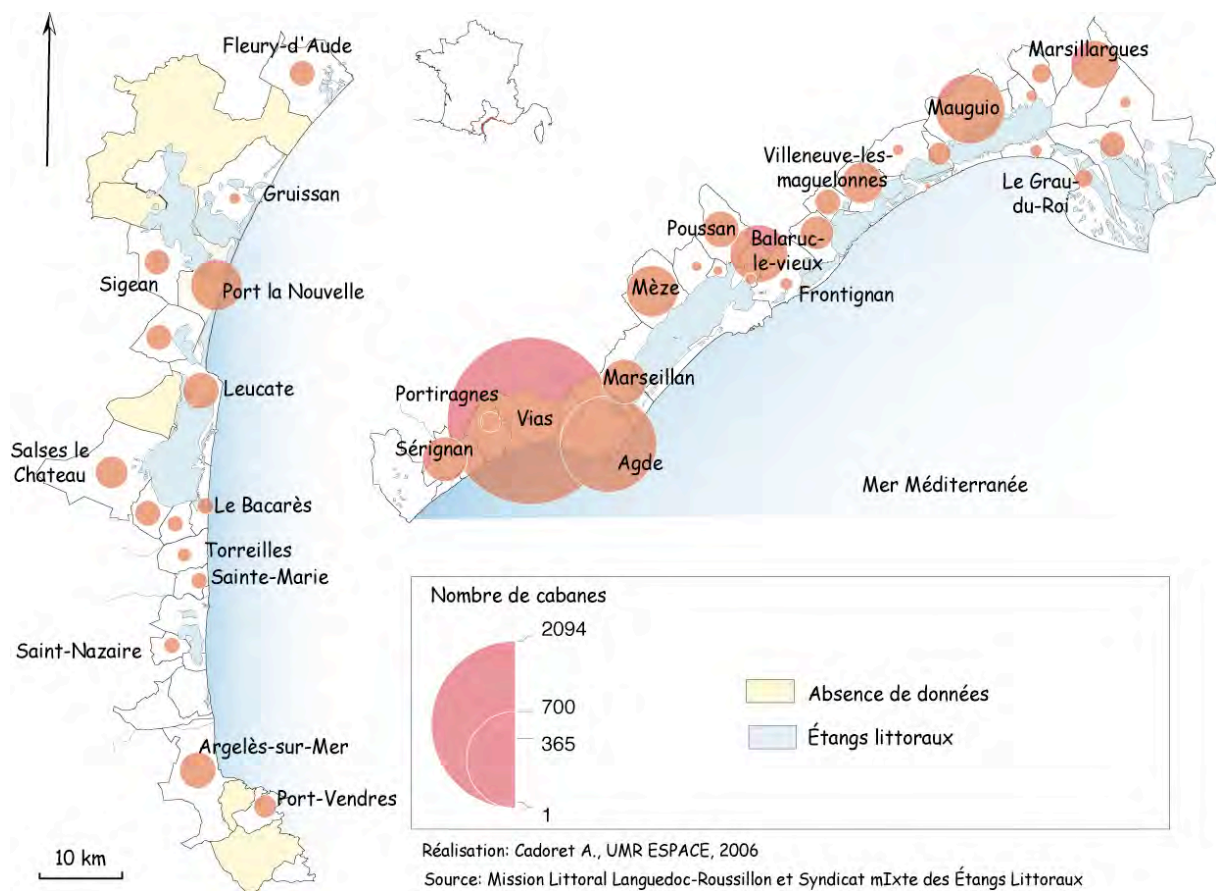 Fleury-d'Aude
Gruissan
Sigean
Port la Nouvelle
Leucate
Salses le
Chateau
Le Bacarès
Torreilles
Sainte-Marie
Saint-Nazaire
Argelès-sur-Mer
Port-Vendres
10 km
Marsillargues
Mauguio
Villeneuve-les-
maguelonnes
Le Grau-
du-Roi
Poussan
Balaruc-
le-vieux
Mèze
Frontignan
Marseillan
Portiragnes
Vias
Sérignan
Agde
Mer Méditerranée
Nombre de cabanes
2094
700
365
1
Absence de données
Étangs littoraux
Réalisation: Cadoret A., UMR ESPACE, 2006
Source: Mission Littoral Languedoc-Roussillon et Syndicat mIxte des Étangs Littoraux